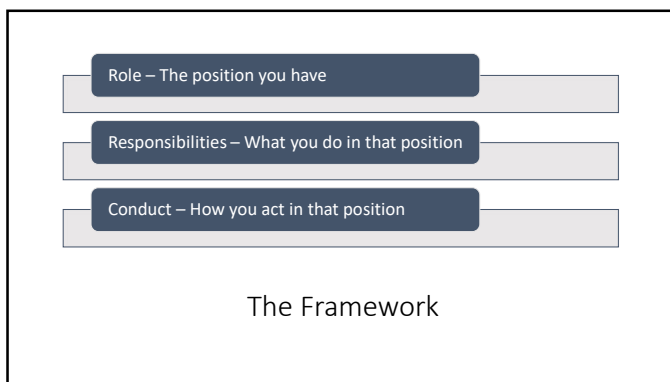 Role – The position you have
Responsibilities – What you do in that position
Conduct – How you act in that position
The Framework